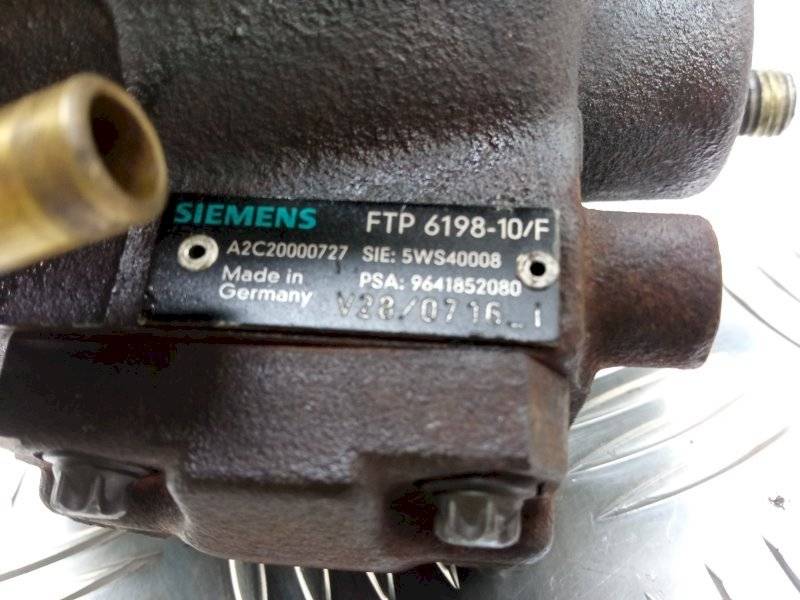 SIEMENS FTP 6198-10/F
A2C20000727 SIE: 5WS40008
Made in PSA: 9641852080
Germany V28/0716_1